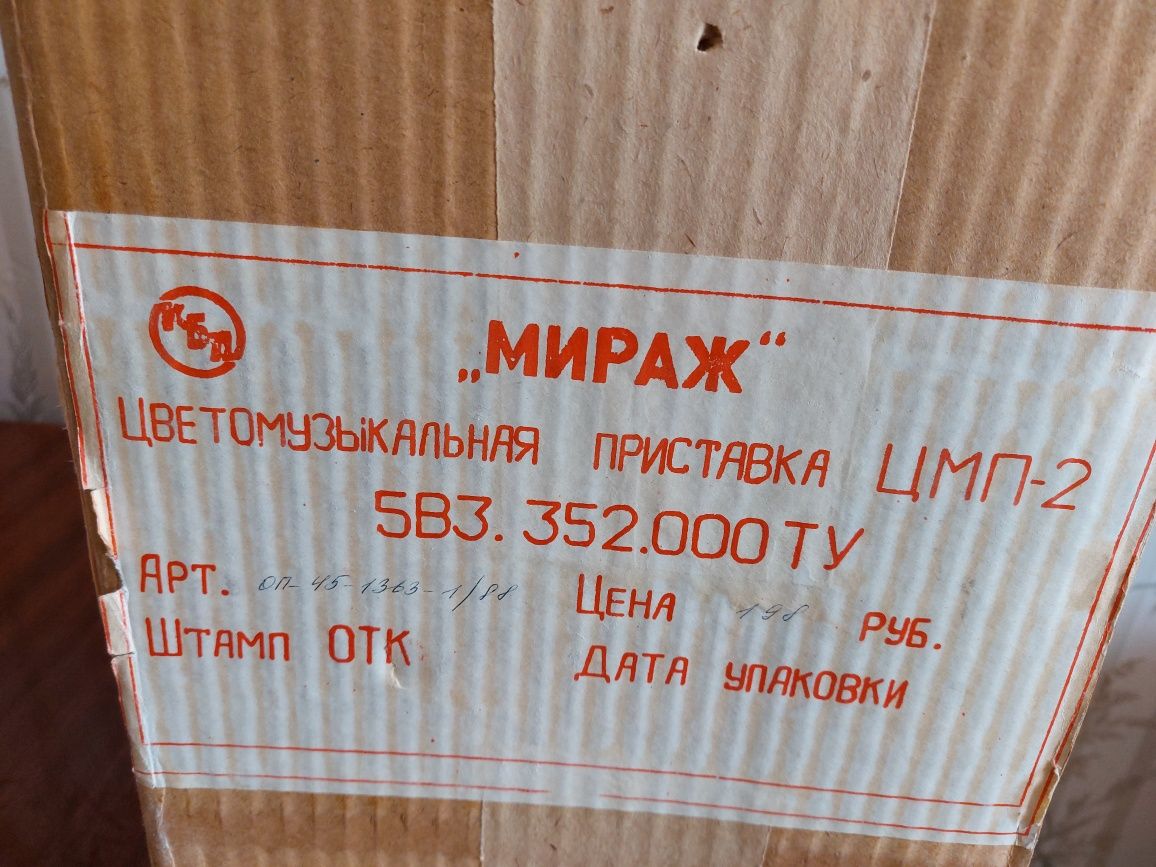 КБП
„МИРАЖ“
ЦВЕТОМУЗЫКАЛЬНАЯ ПРИСТАВКА ЦМП-2
5В3. 352.000 ТУ
АРТ. ОП-45-1363-1/88 ЦЕНА 198 РУБ.
ШТАМП ОТК ДАТА УПАКОВКИ